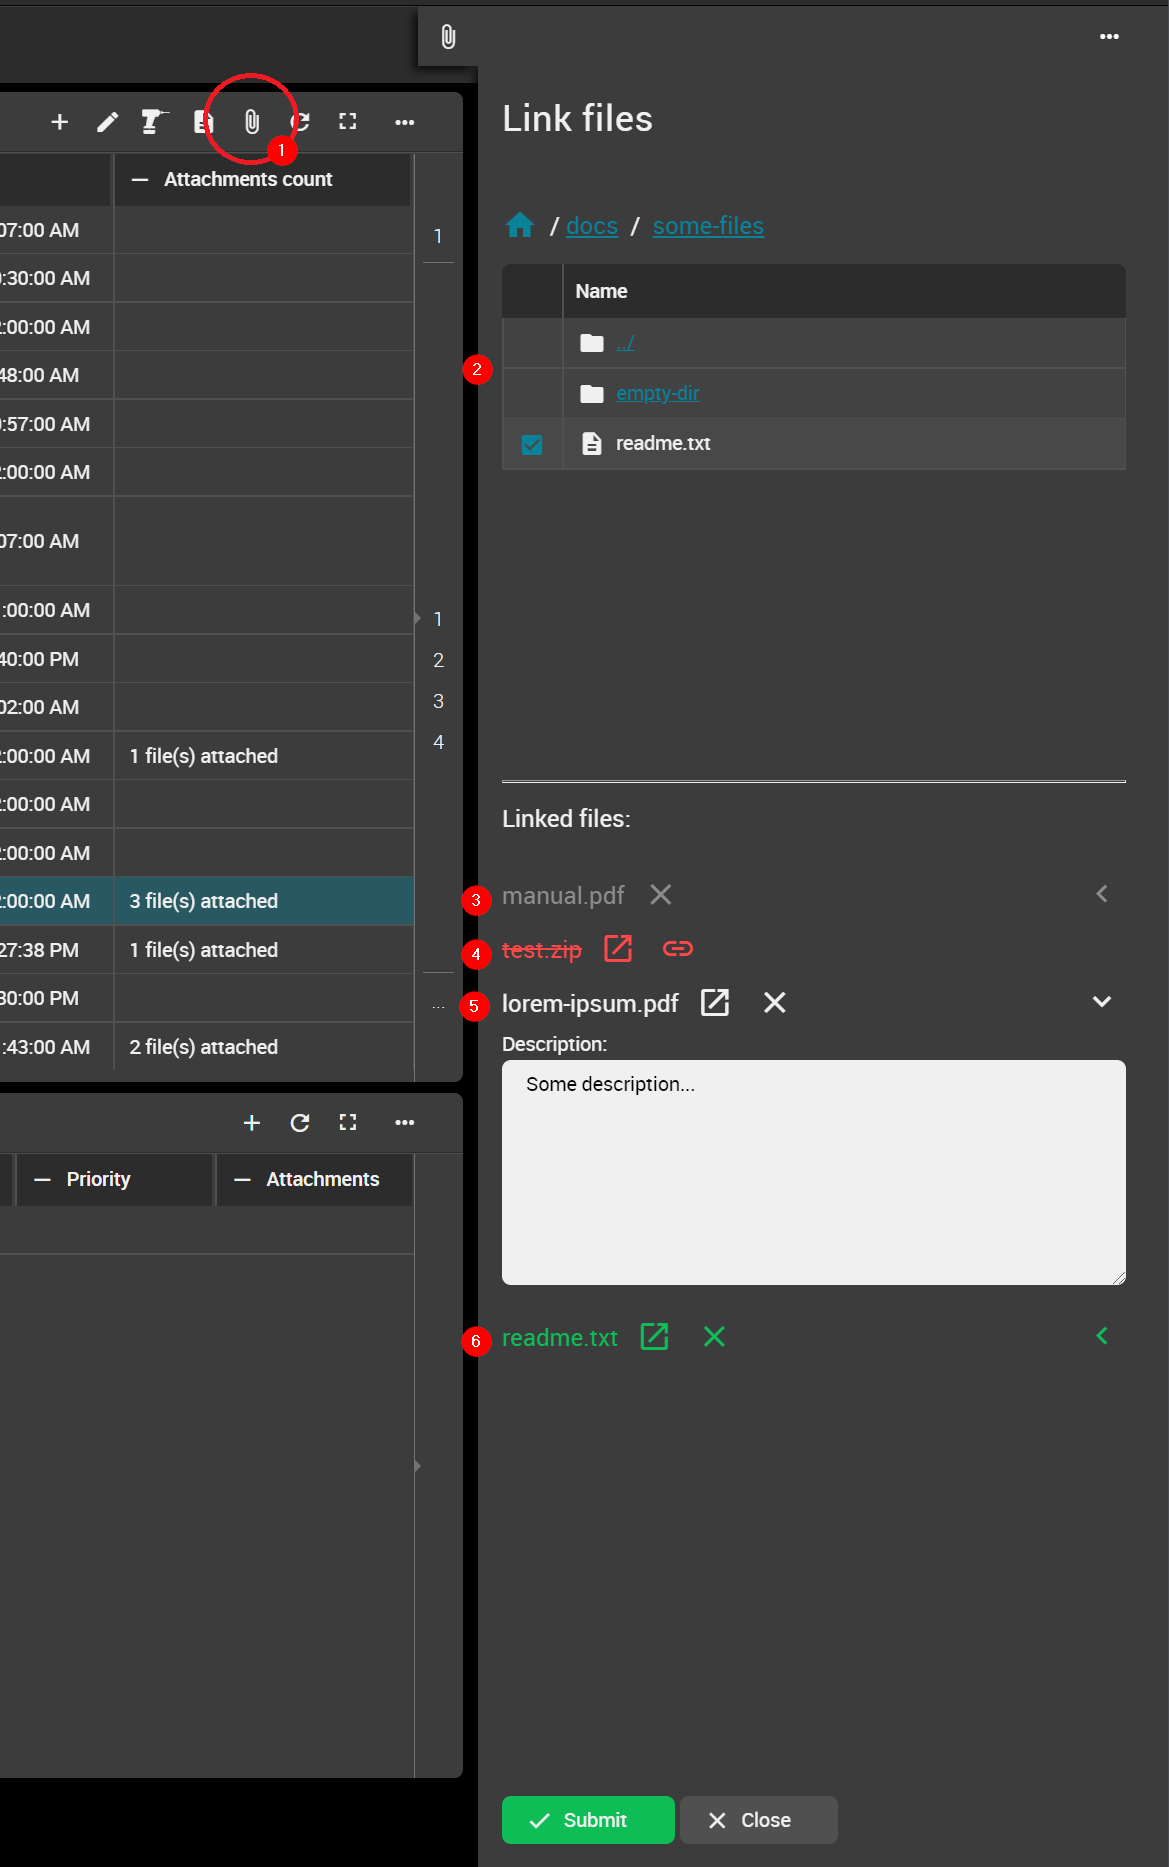 Link files
1
Attachments count
07:00 AM
1
:30:00 AM
:00:00 AM
48:00 AM
:57:00 AM
:00:00 AM
07:00 AM
:00:00 AM
1
40:00 PM
2
02:00 AM
3
:00:00 AM 1 file(s) attached
4
:00:00 AM
:00:00 AM
:00:00 AM 3 file(s) attached
27:38 PM 1 file(s) attached
30:00 PM
...
:43:00 AM 2 file(s) attached
Priority Attachments
/ docs / some-files
Name
../
2
empty-dir
readme.txt
Linked files:
3 manual.pdf
4 test.zip
5 lorem-ipsum.pdf
Description:
Some description...
6 readme.txt
Submit Close